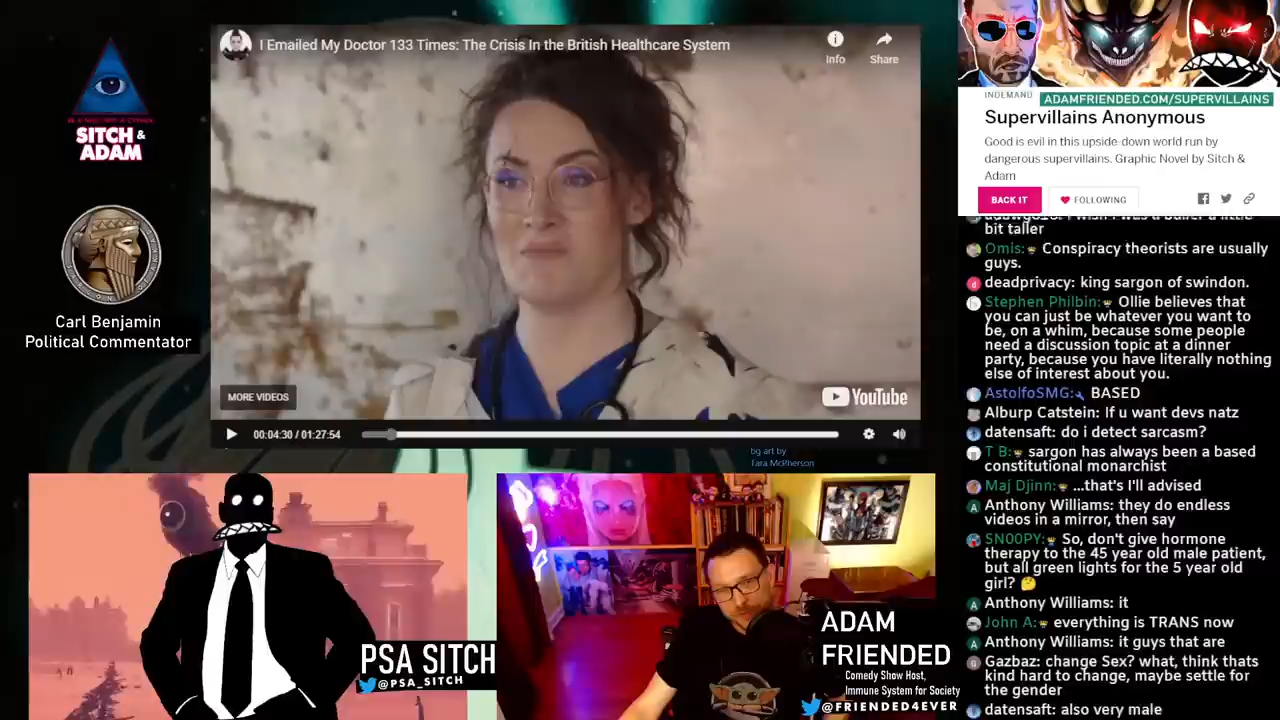 I Emailed My Doctor 133 Times: The Crisis In the British Healthcare System
Info
Share
MORE VIDEOS
YouTube
00:04:30 / 01:27:54
SITCH &
ADAM
Carl Benjamin
Political Commentator
bg art by
Tara McPherson
PSA SITCH
@PSA_SITCH
ADAM
FRIENDED
Comedy Show Host,
Immune System for Society
@FRIENDED4EVER
INDEMAND
ADAMFRIENDED.COM/SUPERVILLAINS
Supervillains Anonymous
Good is evil in this upside-down world run by
dangerous supervillains. Graphic Novel by Sitch &
Adam
BACK IT
FOLLOWING
bit taller
Omis: Conspiracy theorists are usually
guys.
deadprivacy: king sargon of swindon.
Stephen Philbin: Ollie believes that
you can just be whatever you want to
be, on a whim, because some people
need a discussion topic at a dinner
party, because you have literally nothing
else of interest about you.
AstolfoSMG: BASED
Alburp Catstein: If u want devs natz
datensaft: do i detect sarcasm?
T B: sargon has always been a based
constitutional monarchist
Maj Djinn: ...that's I'll advised
Anthony Williams: they do endless
videos in a mirror, then say
SN00PY: So, don't give hormone
therapy to the 45 year old male patient,
but all green lights for the 5 year old
girl? 🤔
Anthony Williams: it
John A: everything is TRANS now
Anthony Williams: it guys that are
Gazbaz: change Sex? what, think thats
kind hard to change, maybe settle for
the gender
datensaft: also very male